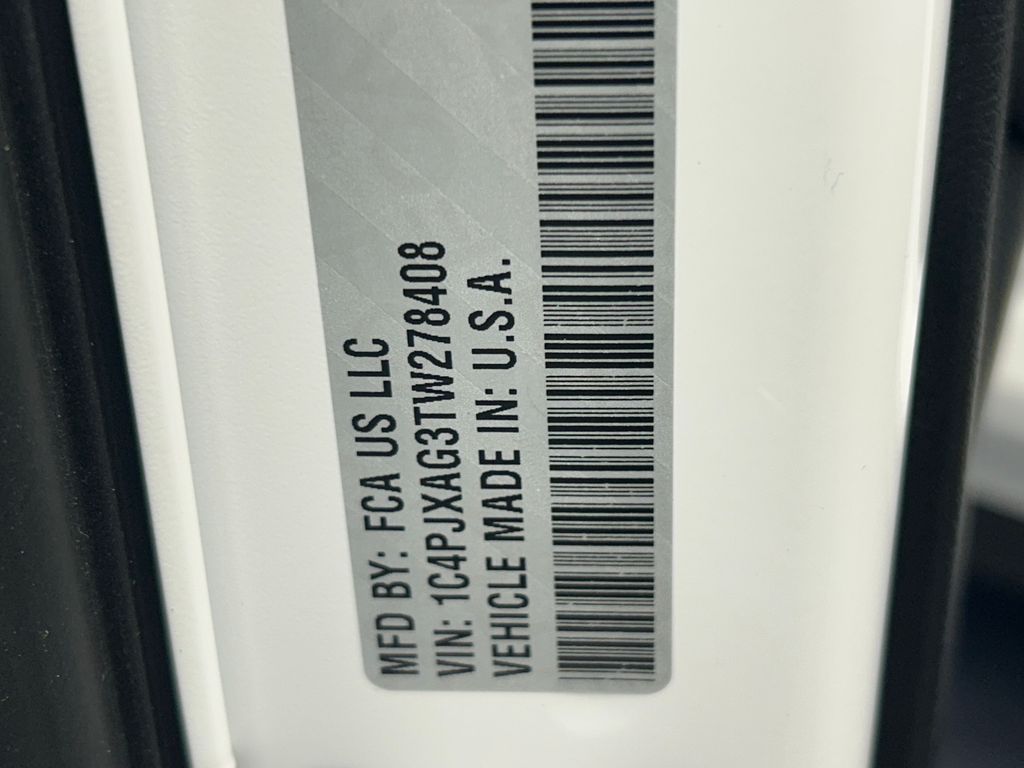 MFD BY: FCA US LLC
VIN: 1C4PJXAG3TW278408
VEHICLE MADE IN: U.S.A.